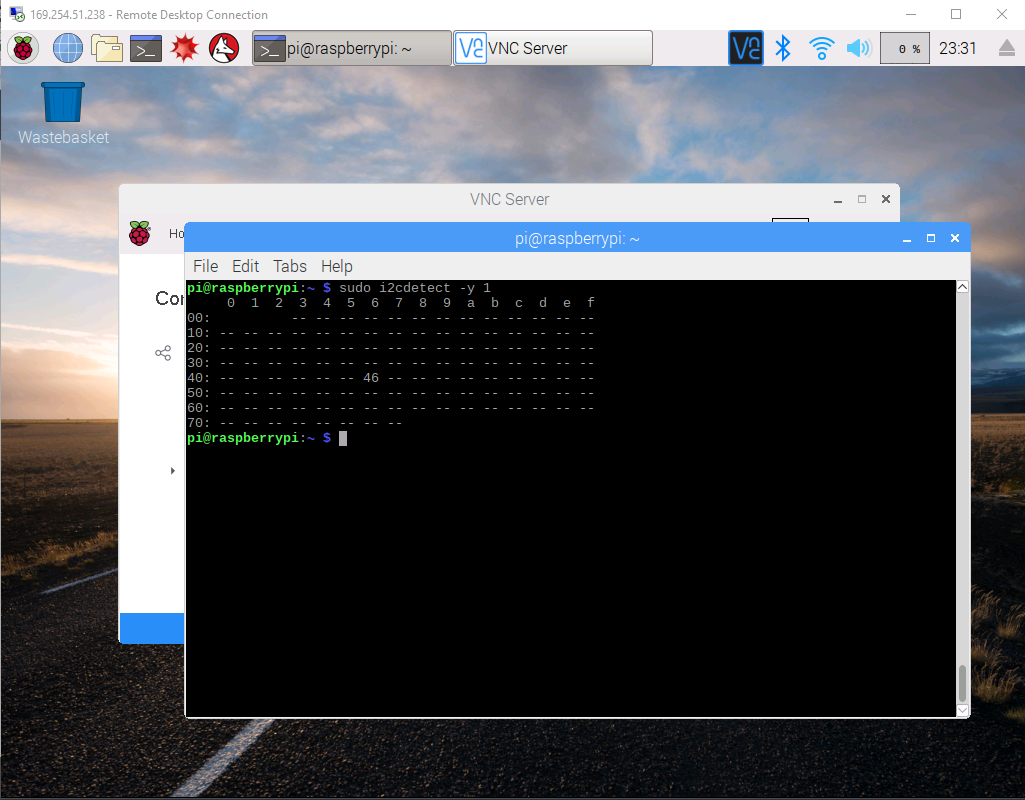 169.254.51.238 - Remote Desktop Connection
pi@raspberrypi: ~
VNC Server
0 %
23:31
Wastebasket
VNC Server
Ho
pi@raspberrypi: ~
File Edit Tabs Help
Con
pi@raspberrypi:~ $ sudo i2cdetect -y 1
     0  1  2  3  4  5  6  7  8  9  a  b  c  d  e  f
00:          -- -- -- -- -- -- -- -- -- -- -- -- --
10: -- -- -- -- -- -- -- -- -- -- -- -- -- -- -- --
20: -- -- -- -- -- -- -- -- -- -- -- -- -- -- -- --
30: -- -- -- -- -- -- -- -- -- -- -- -- -- -- -- --
40: -- -- -- -- -- -- 46 -- -- -- -- -- -- -- -- --
50: -- -- -- -- -- -- -- -- -- -- -- -- -- -- -- --
60: -- -- -- -- -- -- -- -- -- -- -- -- -- -- -- --
70: -- -- -- -- -- -- -- --
pi@raspberrypi:~ $